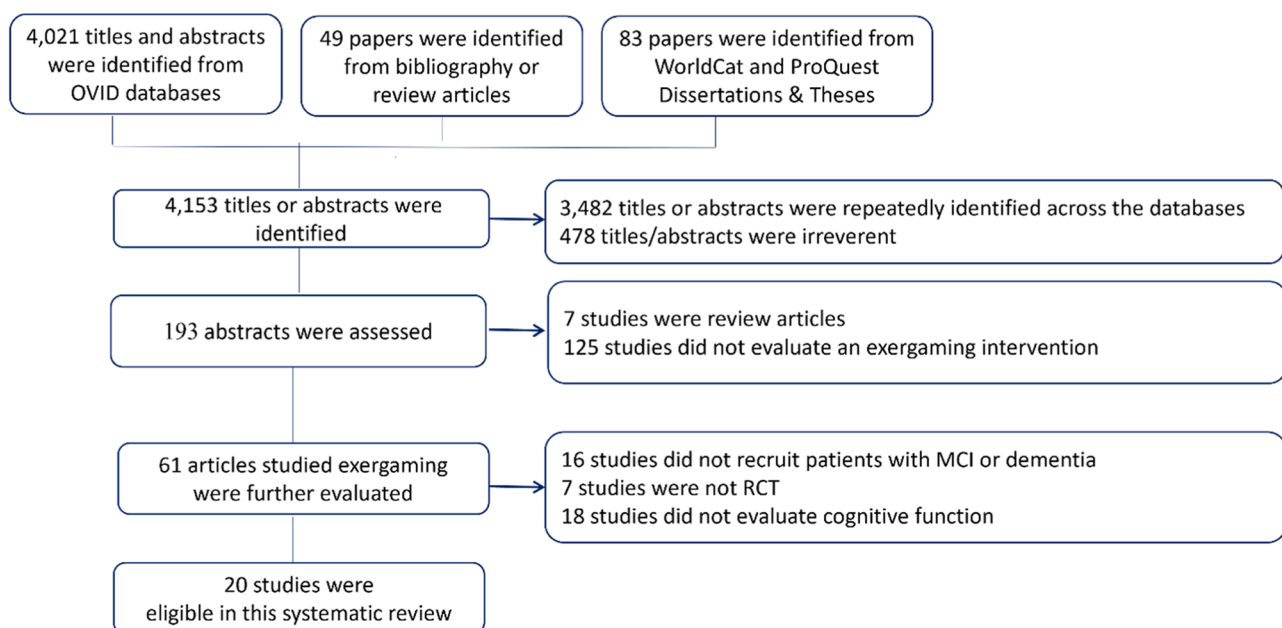 4,021 titles and abstracts
were identified from
OVID databases
49 papers were identified
from bibliography or
review articles
83 papers were identified from
WorldCat and ProQuest
Dissertations & Theses
4,153 titles or abstracts were
identified
3,482 titles or abstracts were repeatedly identified across the databases
478 titles/abstracts were irreverent
193 abstracts were assessed
7 studies were review articles
125 studies did not evaluate an exergaming intervention
61 articles studied exergaming
were further evaluated
16 studies did not recruit patients with MCI or dementia
7 studies were not RCT
18 studies did not evaluate cognitive function
20 studies were
eligible in this systematic review